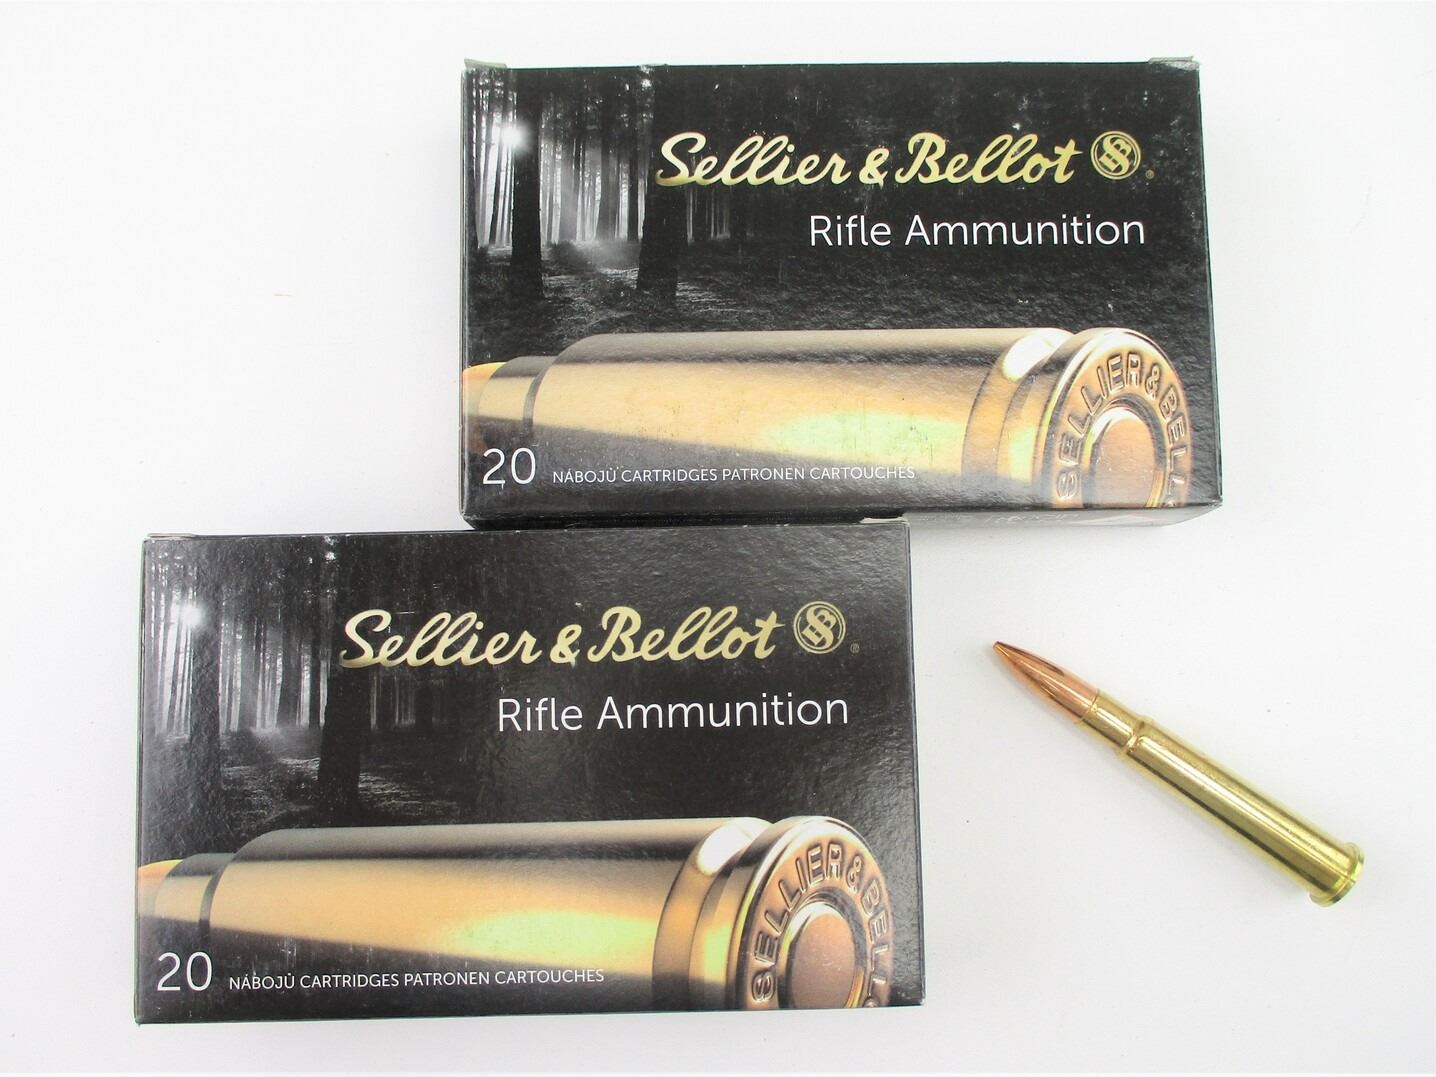 Sellier & Bellot
Rifle Ammunition
SELLIER & BELL
20 NÁBOJŮ CARTRIDGES PATRONEN CARTOUCHES
Sellier & Bellot
Rifle Ammunition
SELLIER & BELL
20 NÁBOJŮ CARTRIDGES PATRONEN CARTOUCHES